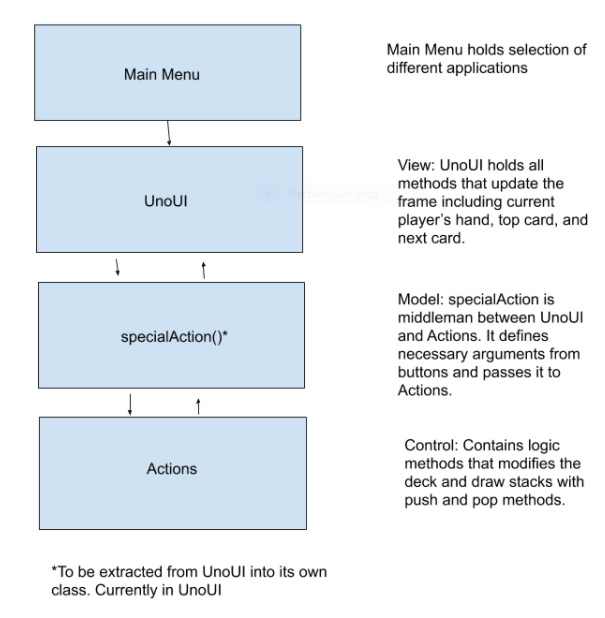 Main Menu
Main Menu holds selection of
different applications
UnoUI
View: UnoUI holds all
methods that update the
frame including current
player's hand, top card, and
next card.
Rectangular Snip
specialAction()*
Model: specialAction is
middleman between UnoUI
and Actions. It defines
necessary arguments from
buttons and passes it to
Actions.
Actions
Control: Contains logic
methods that modifies the
deck and draw stacks with
push and pop methods.
*To be extracted from UnoUI into its own
class. Currently in UnoUI